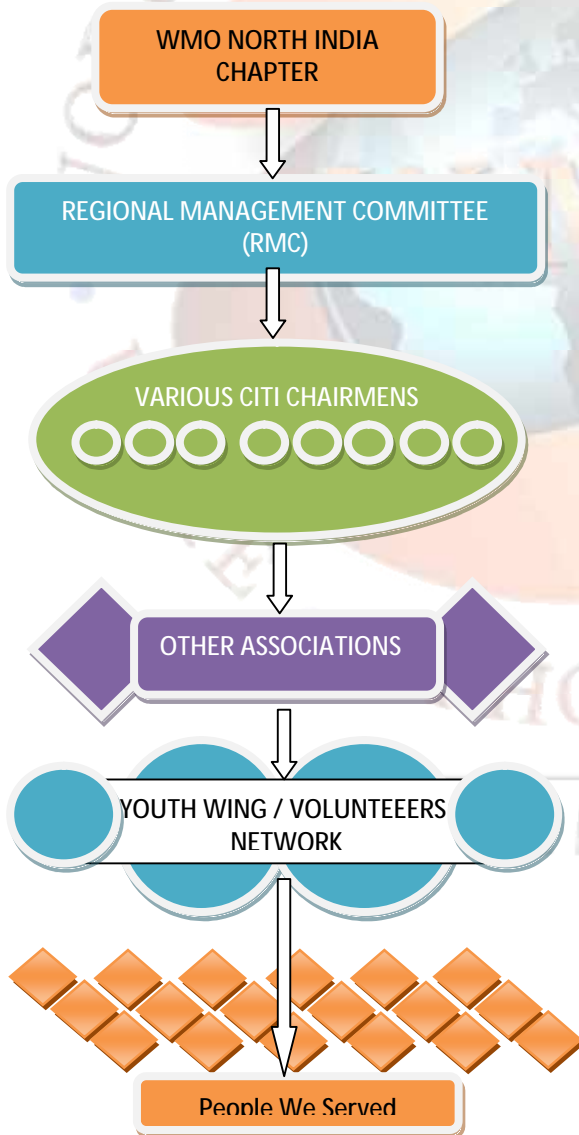 WMO NORTH INDIA
CHAPTER
REGIONAL MANAGEMENT COMMITTEE
(RMC)
VARIOUS CITI CHAIRMENS
OTHER ASSOCIATIONS
YOUTH WING / VOLUNTEEERS
NETWORK
People We Served